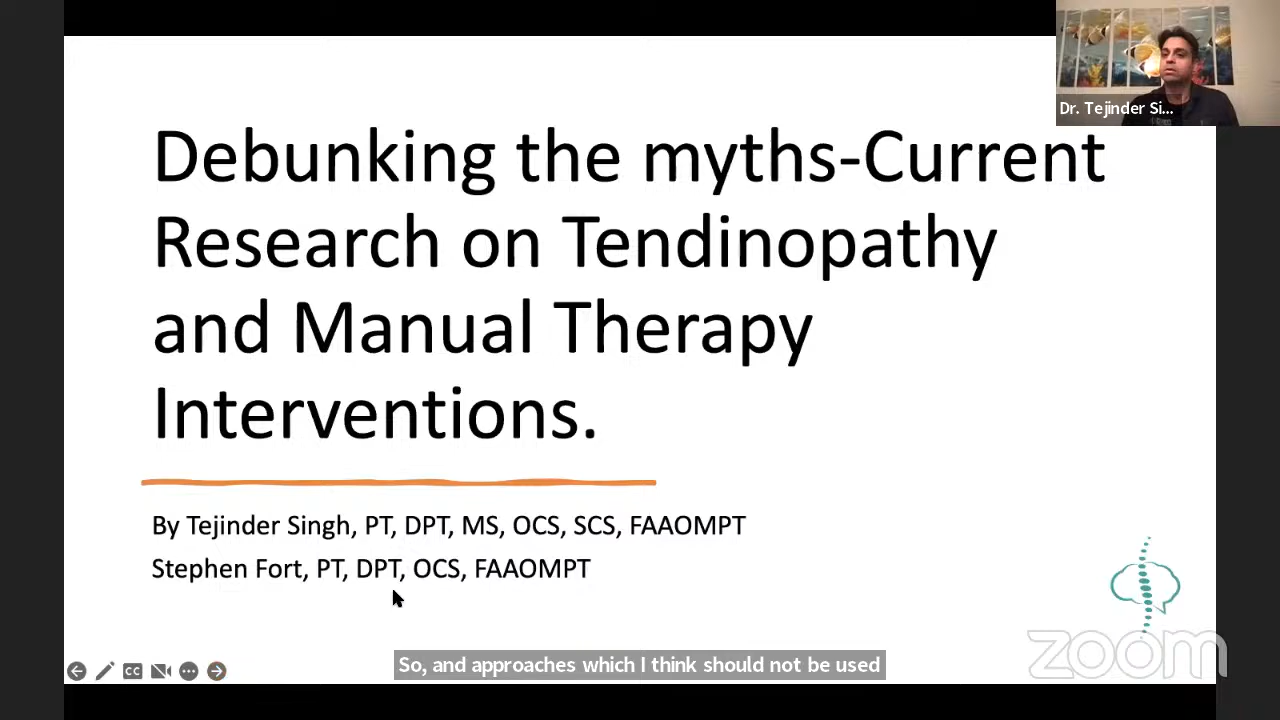 Dr. Tejinder Si...
Debunking the myths-Current
Research on Tendinopathy
and Manual Therapy
Interventions.
By Tejinder Singh, PT, DPT, MS, OCS, SCS, FAAOMPT
Stephen Fort, PT, DPT, OCS, FAAOMPT
zoom
CC
So, and approaches which I think should not be used